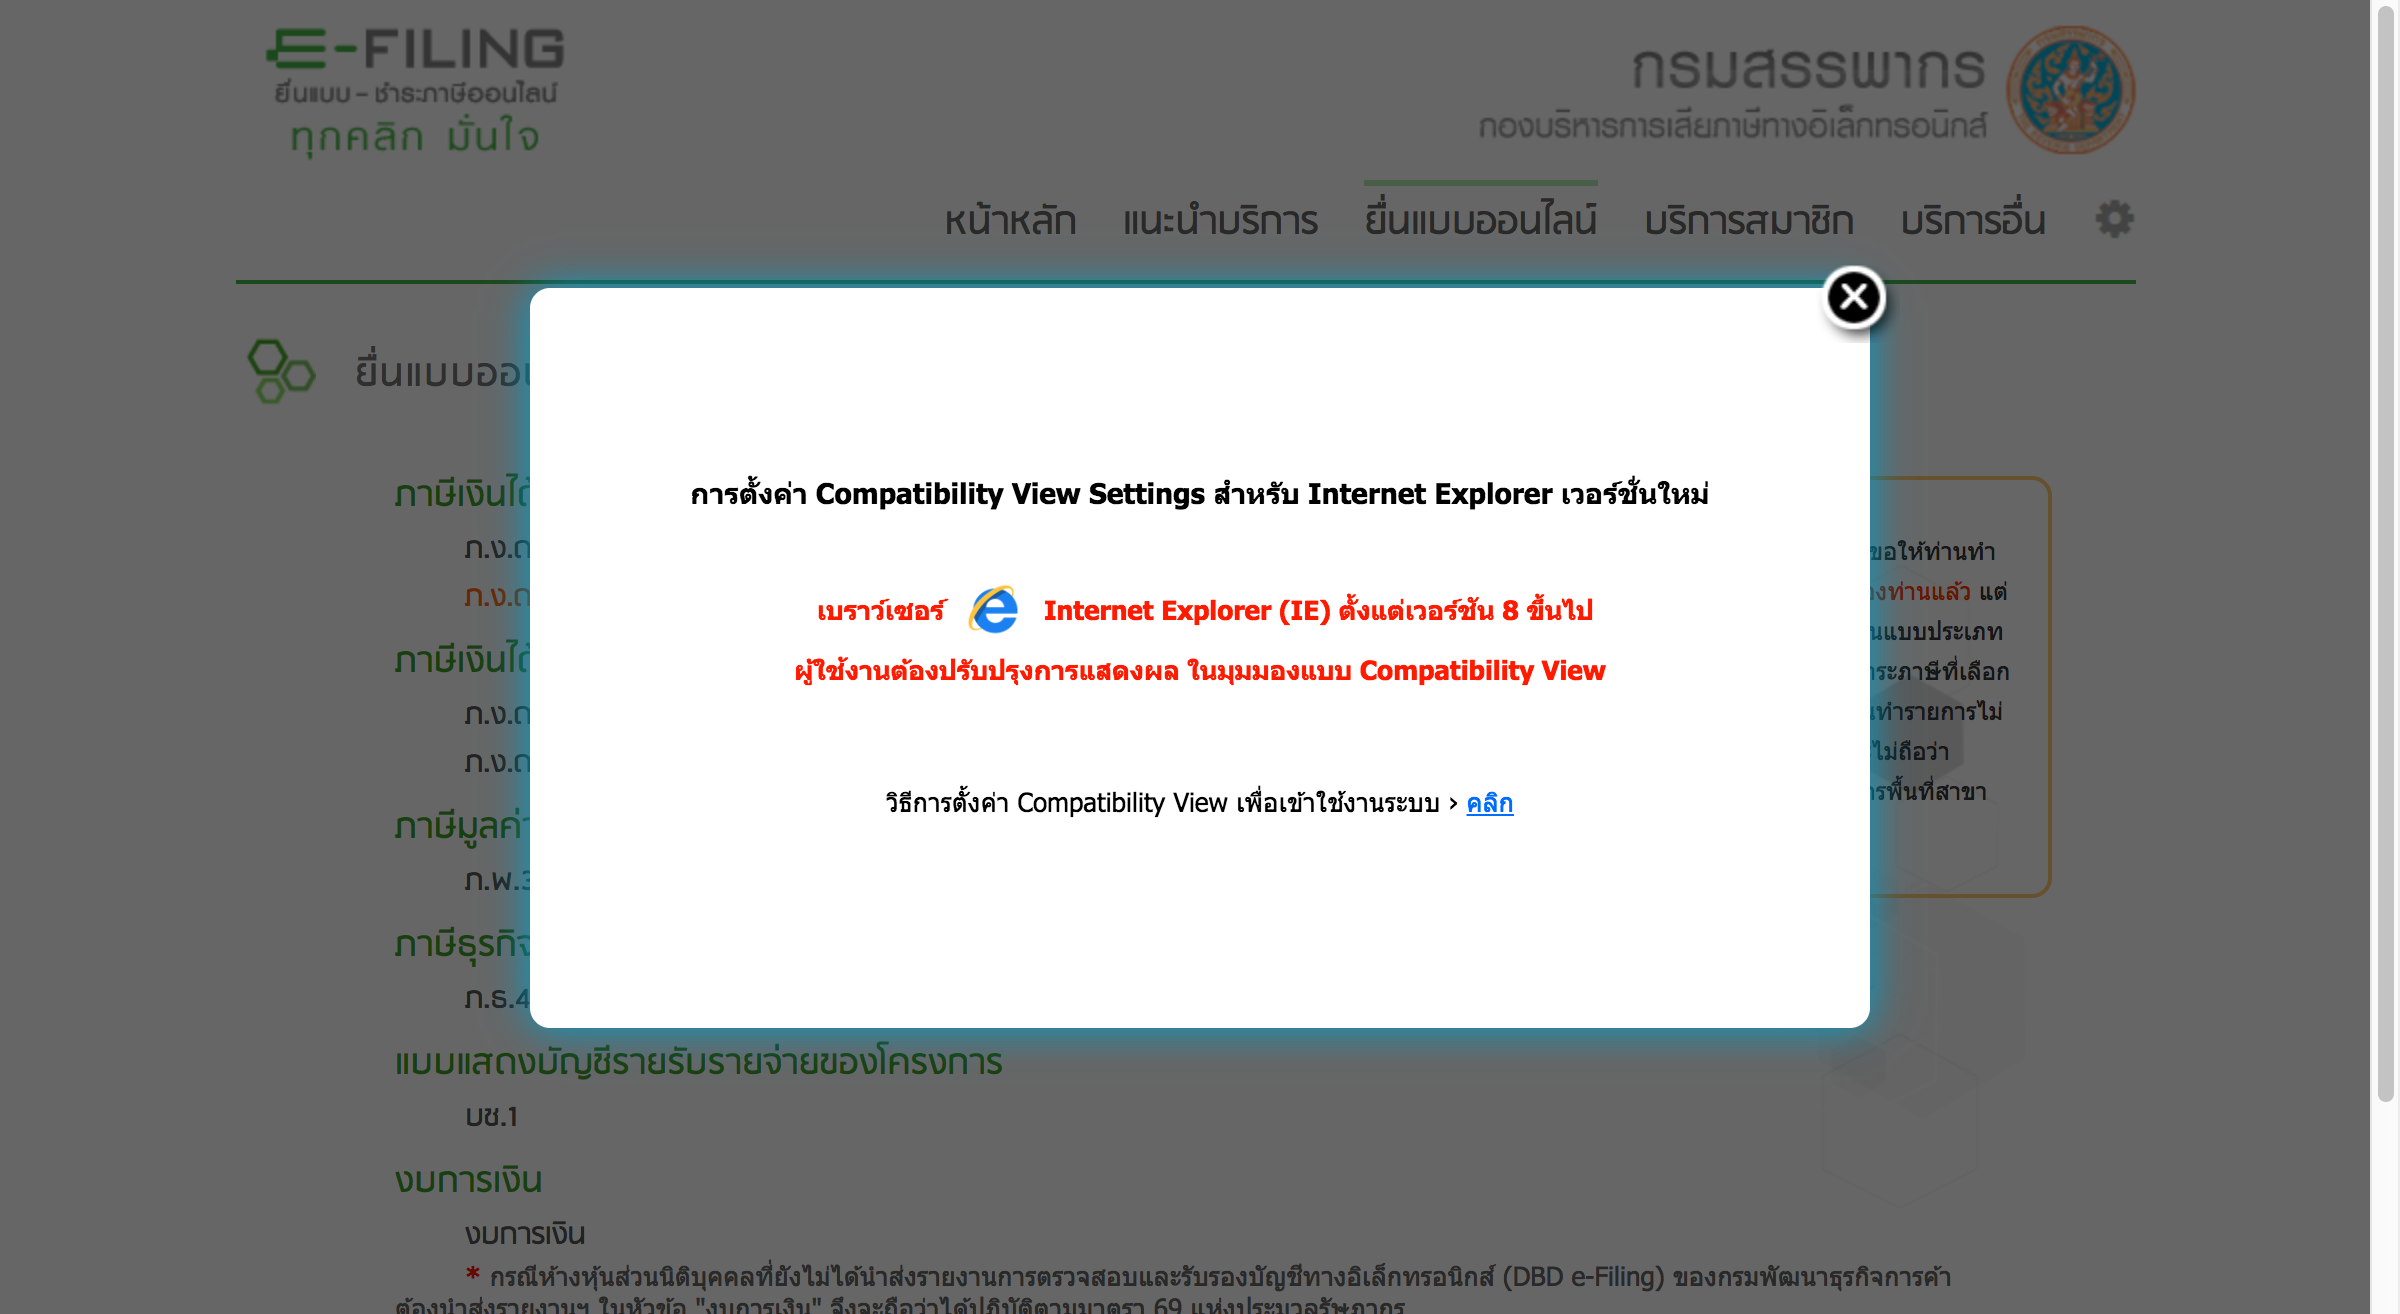 E-FILING
ยื่นแบบ - ชำระภาษีออนไลน์
ทุกคลิก มั่นใจ
กรมสรรพากร
กองบริหารการเสียภาษีทางอิเล็กทรอนิกส์
หน้าหลัก แนะนำบริการ ยื่นแบบออนไลน์ บริการสมาชิก บริการอื่น
การตั้งค่า Compatibility View Settings สำหรับ Internet Explorer เวอร์ชั่นใหม่
เบราว์เซอร์ Internet Explorer (IE) ตั้งแต่เวอร์ชัน 8 ขึ้นไป
ผู้ใช้งานต้องปรับปรุงการแสดงผล ในมุมมองแบบ Compatibility View
วิธีการตั้งค่า Compatibility View เพื่อเข้าใช้งานระบบ › คลิก
ยื่นแบบออน
ภาษีเงินได้
ภ.ง.ด
ภ.ง.ด
ภาษีเงินได้
ภ.ง.ด
ภ.ง.ด
ภาษีมูลค่า
ภ.พ.3
ภาษีธุรกิจ
ภ.ธ.4
ขอให้ท่านทำ
องท่านแล้ว แต่
นแบบประเภท
ำระภาษีที่เลือก
ทำรายการไม่
ไม่ถือว่า
รพื้นที่สาขา
แบบแสดงบัญชีรายรับรายจ่ายของโครงการ
บช.1
งบการเงิน
งบการเงิน
* กรณีห้างหุ้นส่วนนิติบุคคลที่ยังไม่ได้นำส่งรายงานการตรวจสอบและรับรองบัญชีทางอิเล็กทรอนิกส์ (DBD e-Filing) ของกรมพัฒนาธุรกิจการค้า
ต้องนำส่งรายงานฯ ในหัวข้อ "งบการเงิน" จึงจะถือว่าได้ปฏิบัติตามมาตรา 69 แห่งประมวลรัษฎากร